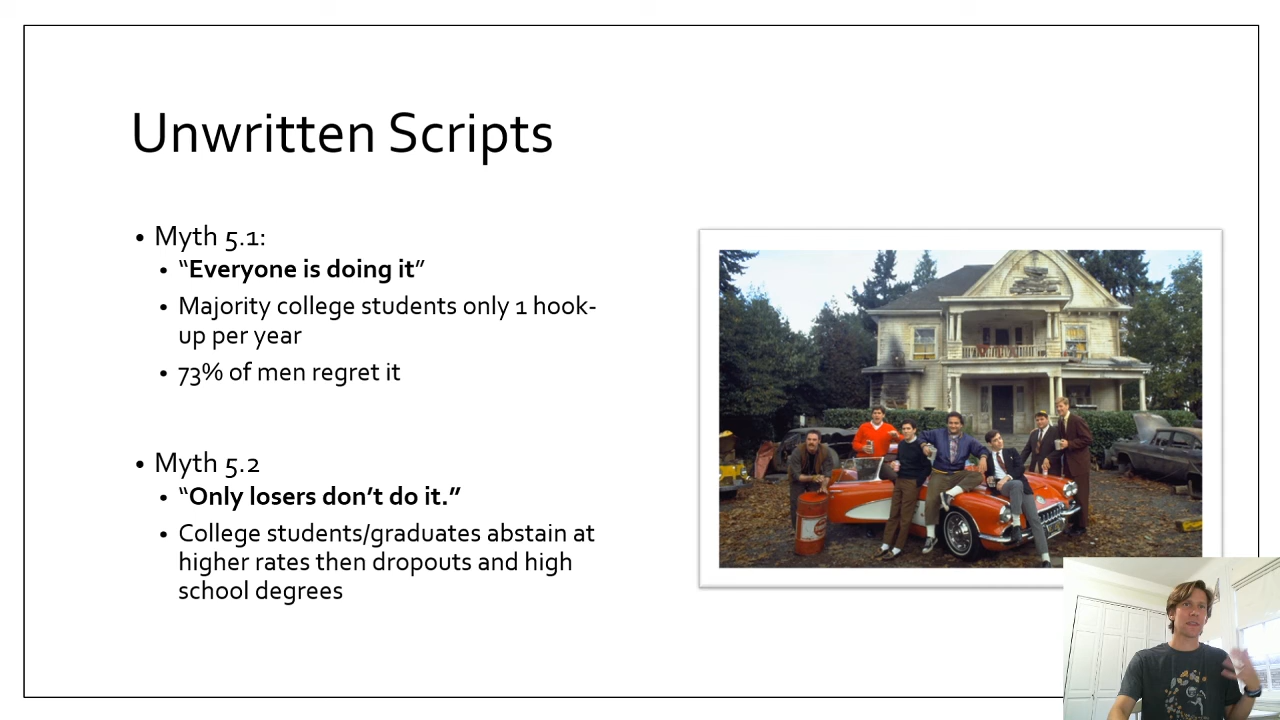 Unwritten Scripts
• Myth 5.1:
• “Everyone is doing it”
• Majority college students only 1 hook-
up per year
• 73% of men regret it
• Myth 5.2
• “Only losers don’t do it.”
• College students/graduates abstain at
higher rates then dropouts and high
school degrees